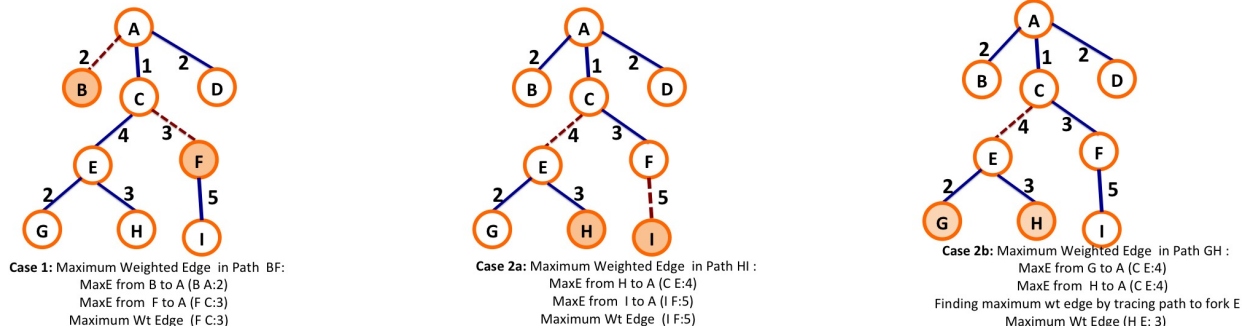 A
2
1
2
B
C
D
4
3
E
F
2
3
5
G
H
I
Case 1: Maximum Weighted Edge in Path BF:
MaxE from B to A (B A:2)
MaxE from F to A (F C:3)
Maximum Wt Edge (F C:3)
A
2
1
2
B
C
D
4
3
E
F
2
3
5
G
H
I
Case 2a: Maximum Weighted Edge in Path HI :
MaxE from H to A (C E:4)
MaxE from I to A (I F:5)
Maximum Wt Edge (I F:5)
A
2
1
2
B
C
D
4
3
E
F
2
3
5
G
H
I
Case 2b: Maximum Weighted Edge in Path GH :
MaxE from G to A (C E:4)
MaxE from H to A (C E:4)
Finding maximum wt edge by tracing path to fork E
Maximum Wt Edge (H E: 3)